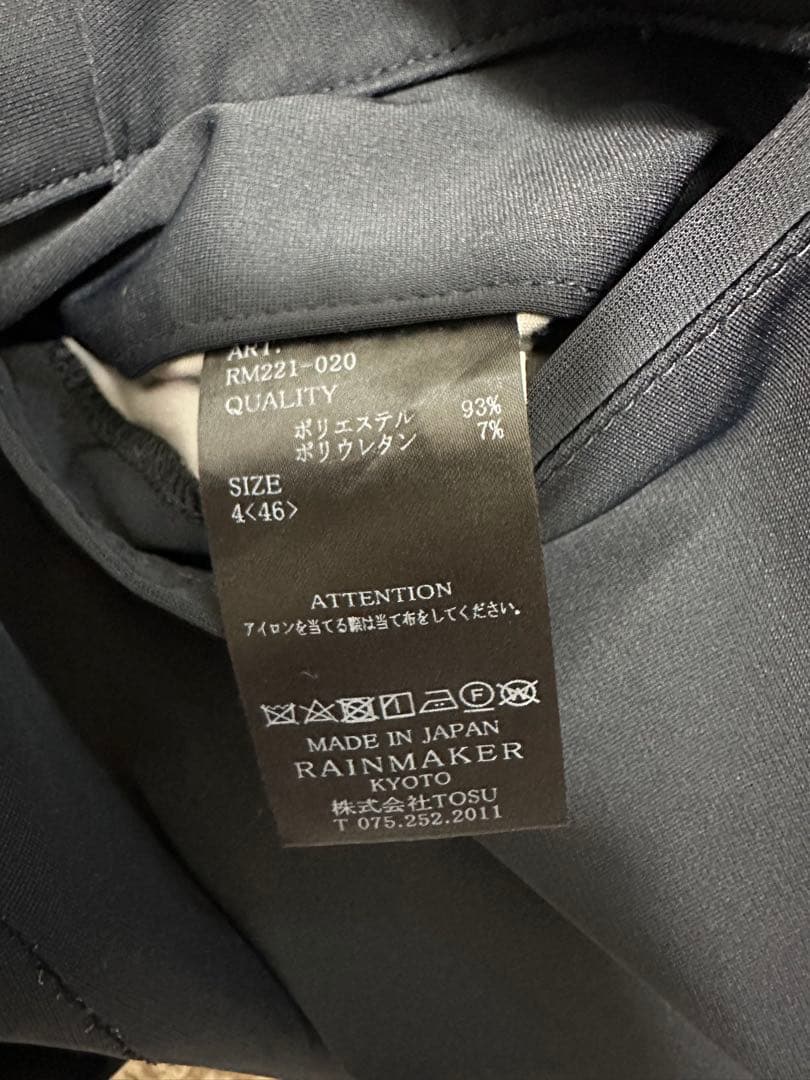 ART.
RM221-020
QUALITY
ポリエステル 93%
ポリウレタン 7%
SIZE
4<46>
ATTENTION
アイロンを当てる際は当て布をしてください。
F W
MADE IN JAPAN
RAINMAKER
KYOTO
株式会社TOSU
T 075.252.2011